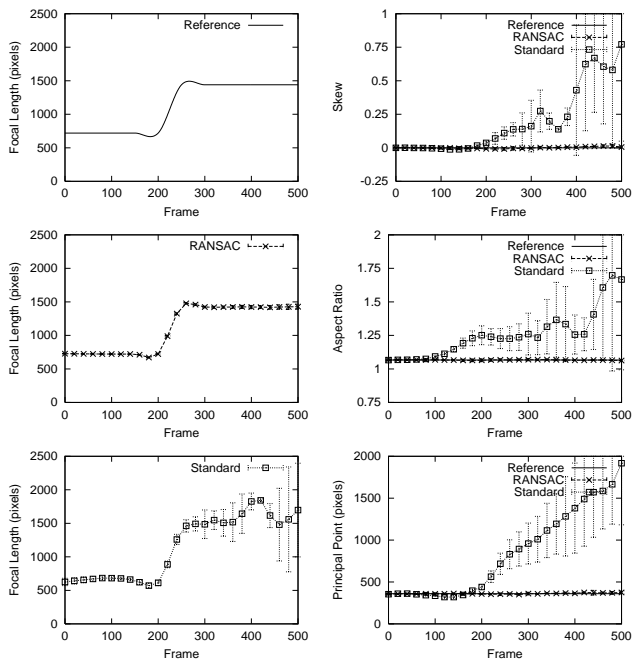 2500
2000
1500
1000
500
0
0 100 200 300 400 500
Focal Length (pixels)
Frame
Reference
1
0.75
0.5
0.25
0
-0.25
0 100 200 300 400 500
Skew
Frame
Reference
RANSAC
Standard
2500
2000
1500
1000
500
0
0 100 200 300 400 500
Focal Length (pixels)
Frame
RANSAC
2
1.75
1.5
1.25
1
0.75
0 100 200 300 400 500
Aspect Ratio
Frame
Reference
RANSAC
Standard
2500
2000
1500
1000
500
0
0 100 200 300 400 500
Focal Length (pixels)
Frame
Standard
2000
1600
1200
800
400
0
0 100 200 300 400 500
Principal Point (pixels)
Frame
Reference
RANSAC
Standard